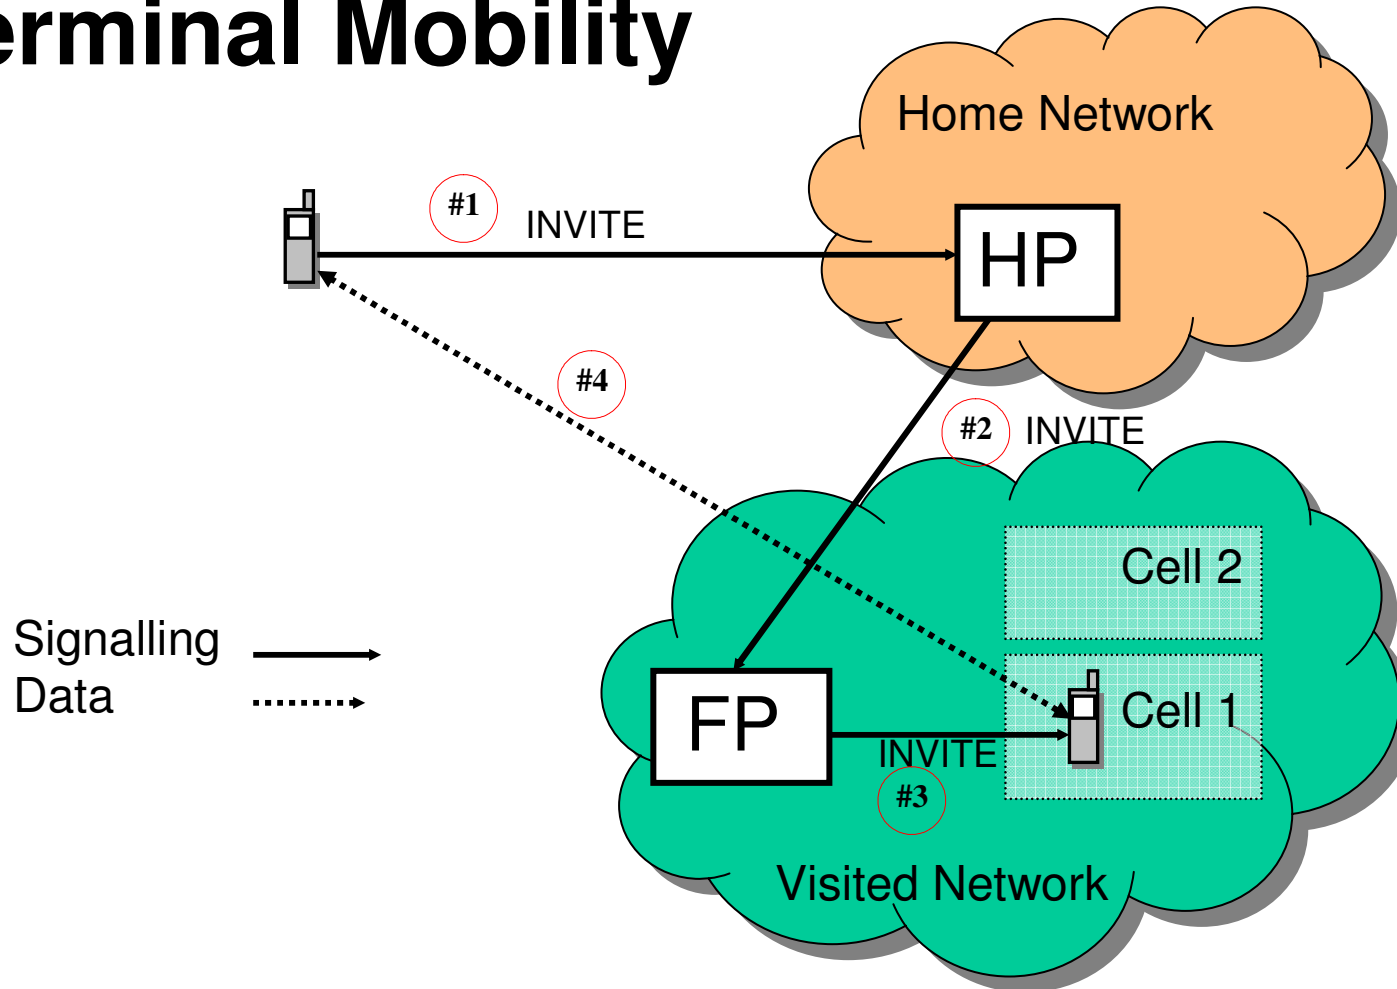 erminal Mobility
Home Network
#1 INVITE
HP
#4
#2 INVITE
Cell 2
Signalling
Data
FP
Cell 1
INVITE
#3
Visited Network